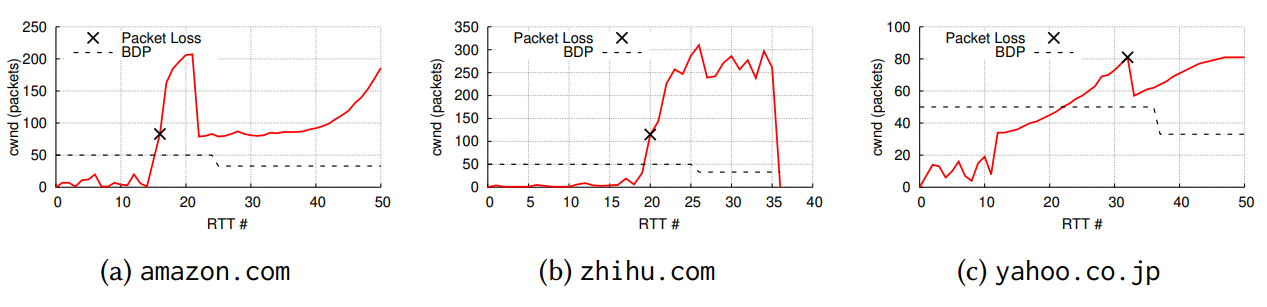 250
200
150
100
50
0
0 10 20 30 40 50
cwnd (packets)
RTT #
Packet Loss
BDP
(a) amazon.com
350
300
250
200
150
100
50
0
0 5 10 15 20 25 30 35 40
cwnd (packets)
RTT #
Packet Loss
BDP
(b) zhihu.com
100
80
60
40
20
0
0 10 20 30 40 50
cwnd (packets)
RTT #
Packet Loss
BDP
(c) yahoo.co.jp